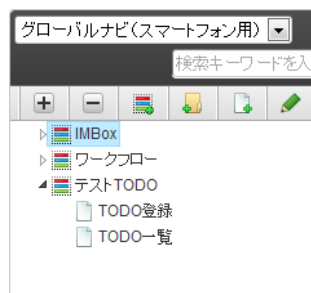 グローバルナビ(スマートフォン用)
検索キーワードを入
IMBox
ワークフロー
テストTODO
TODO登録
TODO一覧